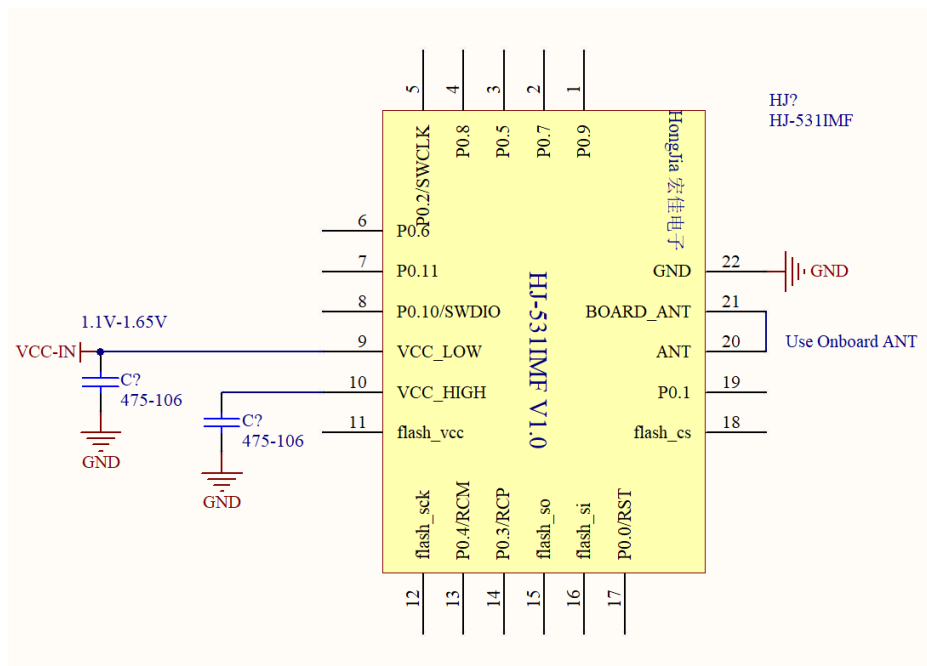 5
4
3
2
1
HJ?
HJ-531IMF
P0.2/SWCLK
P0.8
P0.5
P0.7
P0.9
HongJia 宏佳电子
6
P0.6
7
P0.11
GND
22
GND
8
P0.10/SWDIO
BOARD_ANT
21
1.1V-1.65V
HJ-531IMF V1.0
Use Onboard ANT
VCC-IN
9
VCC_LOW
ANT
20
C?
475-106
10
VCC_HIGH
P0.1
19
C?
475-106
11
flash_vcc
flash_cs
18
GND
GND
flash_sck
P0.4/RCM
P0.3/RCP
flash_so
flash_si
P0.0/RST
12
13
14
15
16
17